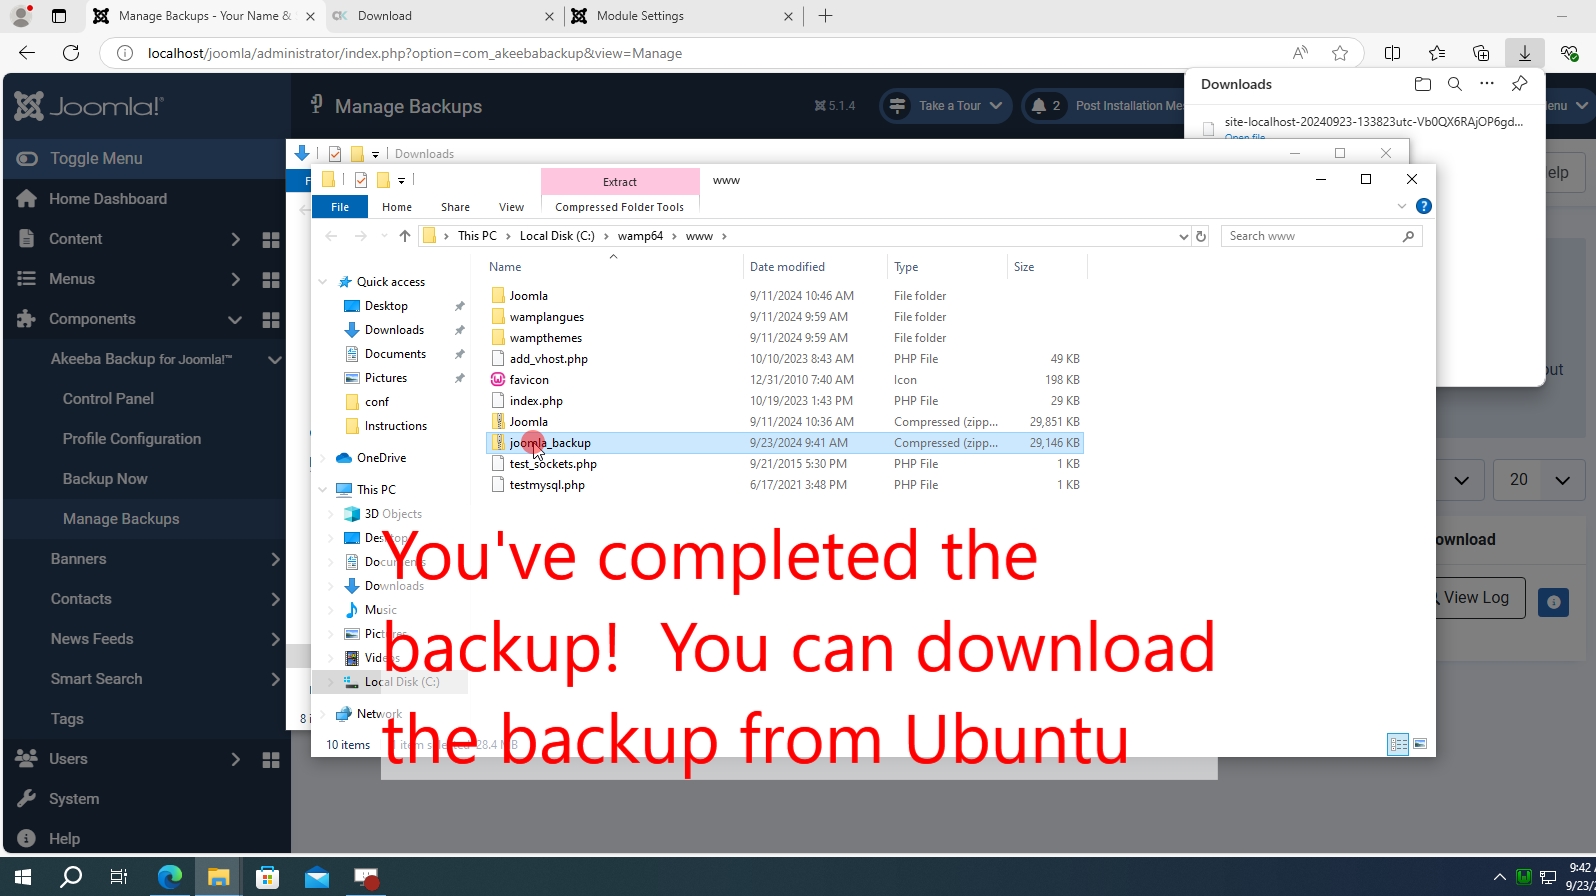 Manage Backups - Your Name &
Download
Module Settings
localhost/joomla/administrator/index.php?option=com_akeebabackup&view=Manage
Joomla!®
Manage Backups
5.1.4
Take a Tour
2
Post Installation Me
enu
Downloads
site-localhost-20240923-133823utc-Vb0QX6RAjOP6gd...
Open file
Toggle Menu
Home Dashboard
Content
Menus
Components
Akeeba Backup for Joomla!™
Control Panel
Profile Configuration
Backup Now
Manage Backups
Banners
Contacts
News Feeds
Smart Search
Tags
Users
System
Help
Downloads
F
8 i
Extract
www
File
Home
Share
View
Compressed Folder Tools
This PC › Local Disk (C:) › wamp64 › www ›
Search www
Quick access
Desktop
Downloads
Documents
Pictures
conf
Instructions
OneDrive
This PC
3D Objects
Desktop
Documents
Downloads
Music
Pictures
Videos
Local Disk (C:)
Network
Name Date modified Type Size
Joomla 9/11/2024 10:46 AM File folder
wamplangues 9/11/2024 9:59 AM File folder
wampthemes 9/11/2024 9:59 AM File folder
add_vhost.php 10/10/2023 8:43 AM PHP File 49 KB
favicon 12/31/2010 7:40 AM Icon 198 KB
index.php 10/19/2023 1:43 PM PHP File 29 KB
Joomla 9/11/2024 10:36 AM Compressed (zipp... 29,851 KB
joomla_backup 9/23/2024 9:41 AM Compressed (zipp... 29,146 KB
test_sockets.php 9/21/2015 5:30 PM PHP File 1 KB
testmysql.php 6/17/2021 3:48 PM PHP File 1 KB
10 items 1 item selected 28.4 MB
You've completed the
backup!  You can download
the backup from Ubuntu
elp
out
20
ownload
View Log
9:42
9/23/2